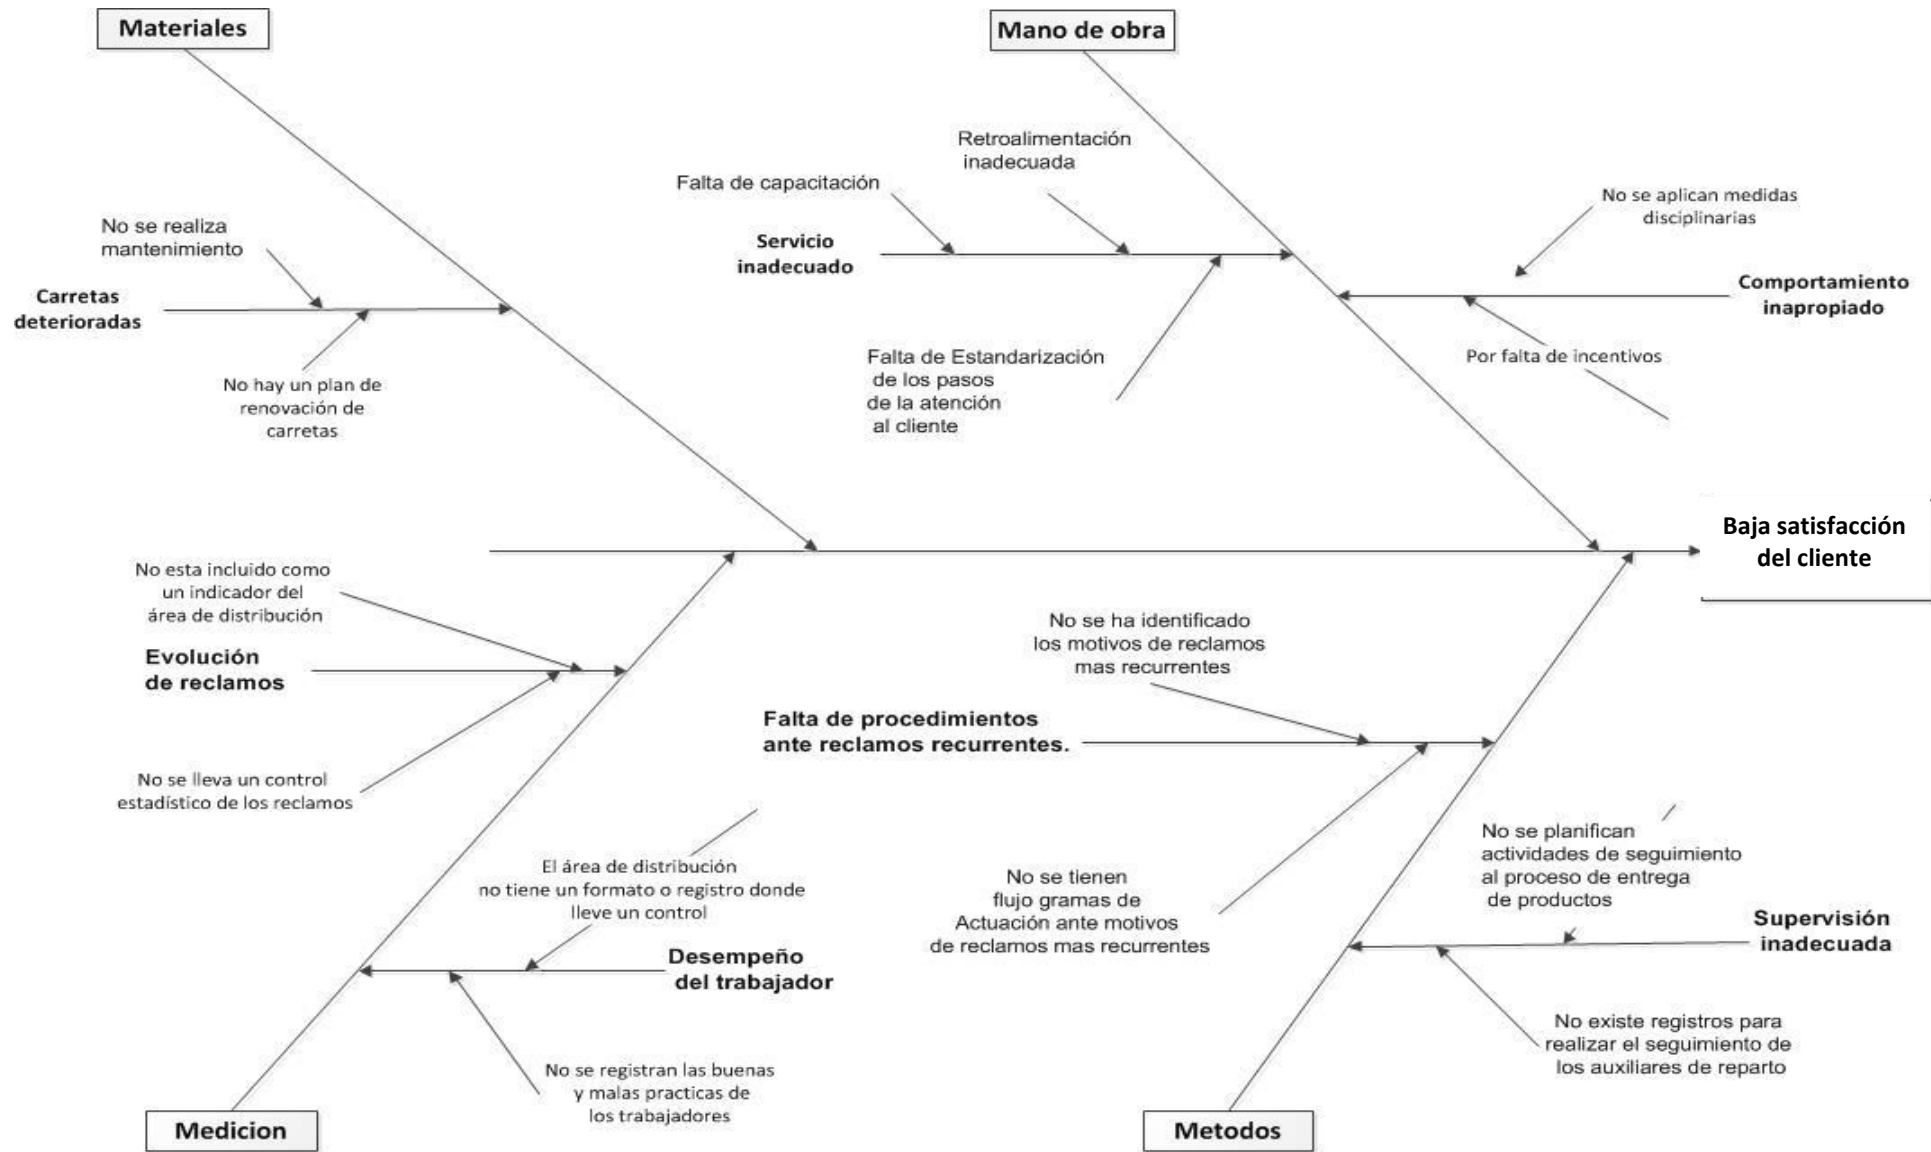 Materiales
Mano de obra
Retroalimentación
inadecuada
Falta de capacitación
No se aplican medidas
disciplinarias
No se realiza
mantenimiento
Servicio
inadecuado
Carretas
deterioradas
Comportamiento
inapropiado
Falta de Estandarización
de los pasos
de la atención
al cliente
Por falta de incentivos
No hay un plan de
renovación de
carretas
Baja satisfacción
del cliente
No esta incluido como
un indicador del
área de distribución
No se ha identificado
los motivos de reclamos
mas recurrentes
Evolución
de reclamos
Falta de procedimientos
ante reclamos recurrentes.
No se lleva un control
estadístico de los reclamos
No se planifican
actividades de seguimiento
al proceso de entrega
de productos
El área de distribución
no tiene un formato o registro donde
lleve un control
No se tienen
flujo gramas de
Actuación ante motivos
de reclamos mas recurrentes
Supervisión
inadecuada
Desempeño
del trabajador
No existe registros para
realizar el seguimiento de
los auxiliares de reparto
No se registran las buenas
y malas practicas de
los trabajadores
Medicion
Metodos